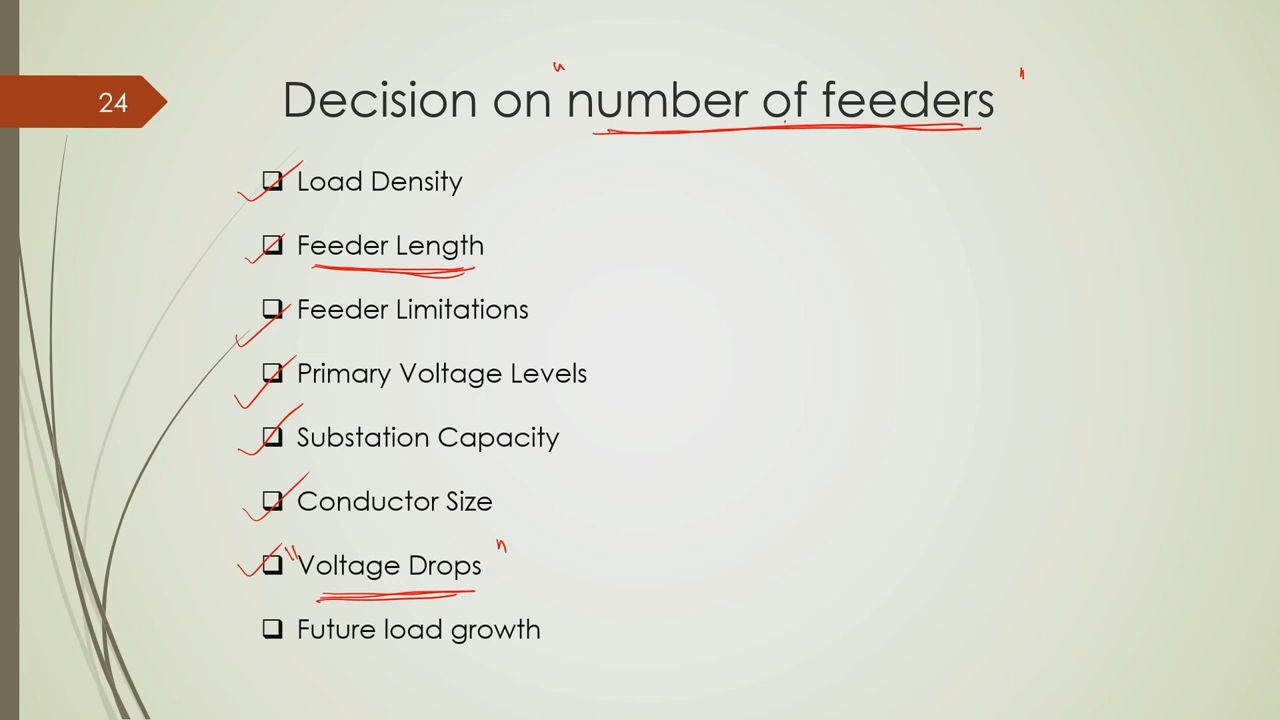 24
Decision on number of feeders
Load Density
Feeder Length
Feeder Limitations
Primary Voltage Levels
Substation Capacity
Conductor Size
"Voltage Drops"
Future load growth